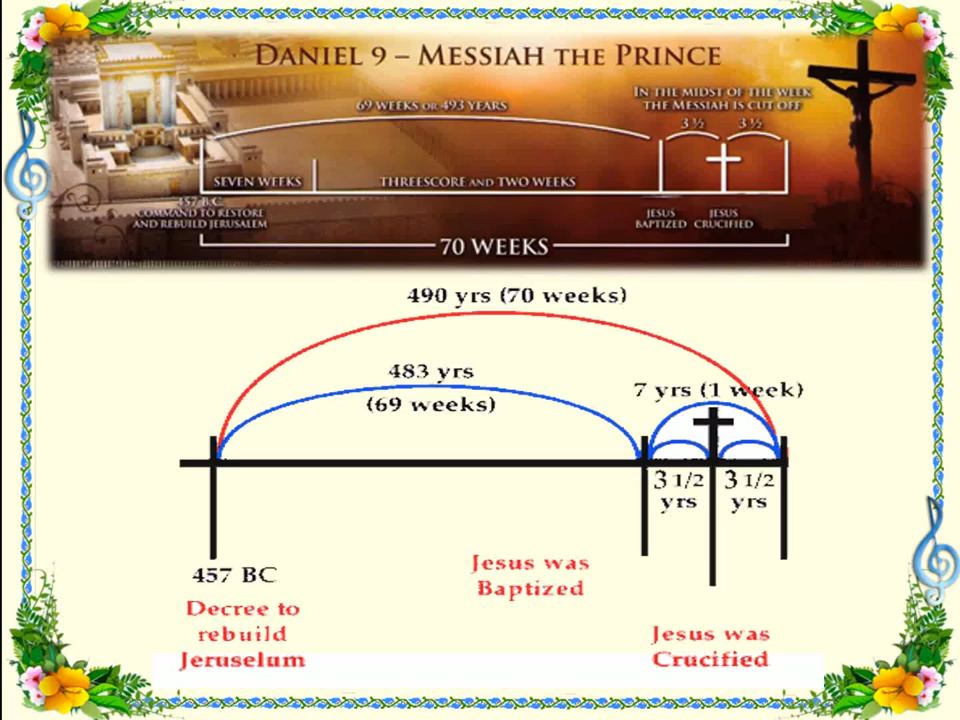 DANIEL 9 – MESSIAH THE PRINCE
IN THE MIDST OF THE WEEK
THE MESSIAH IS CUT OFF
69 WEEKS OR 493 YEARS
3 ½ 3 ½
SEVEN WEEKS THREESCORE AND TWO WEEKS
457 B.C.
COMMAND TO RESTORE
AND REBUILD JERUSALEM
JESUS
BAPTIZED
JESUS
CRUCIFIED
70 WEEKS
490 yrs (70 weeks)
483 yrs
(69 weeks)
7 yrs (1 week)
3 1/2
yrs
3 1/2
yrs
457 BC
Decree to
rebuild
Jeruselum
Jesus was
Baptized
Jesus was
Crucified